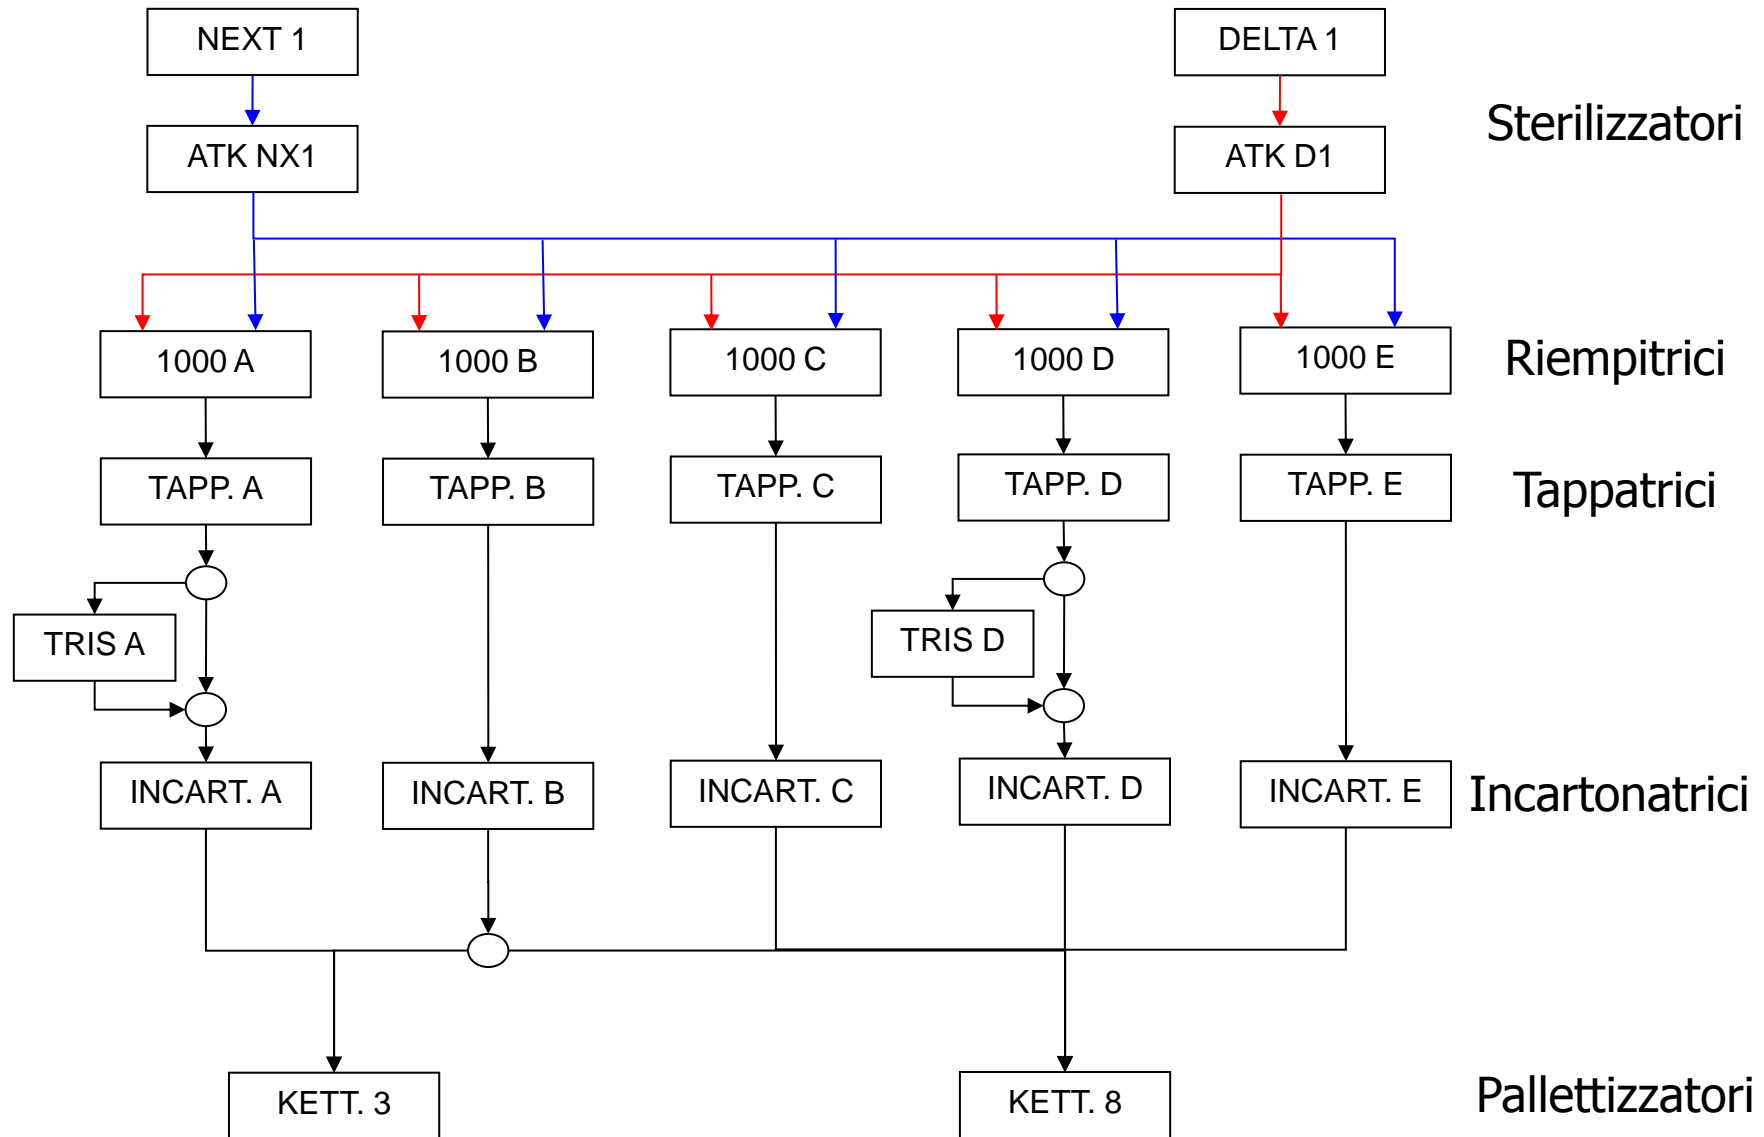 NEXT 1
DELTA 1
Sterilizzatori
ATK NX1
ATK D1
1000 A
1000 B
1000 C
1000 D
1000 E
Riempitrici
TAPP. A
TAPP. B
TAPP. C
TAPP. D
TAPP. E
Tappatrici
TRIS A
TRIS D
INCART. A
INCART. B
INCART. C
INCART. D
INCART. E
Incartonatrici
KETT. 3
KETT. 8
Pallettizzatori